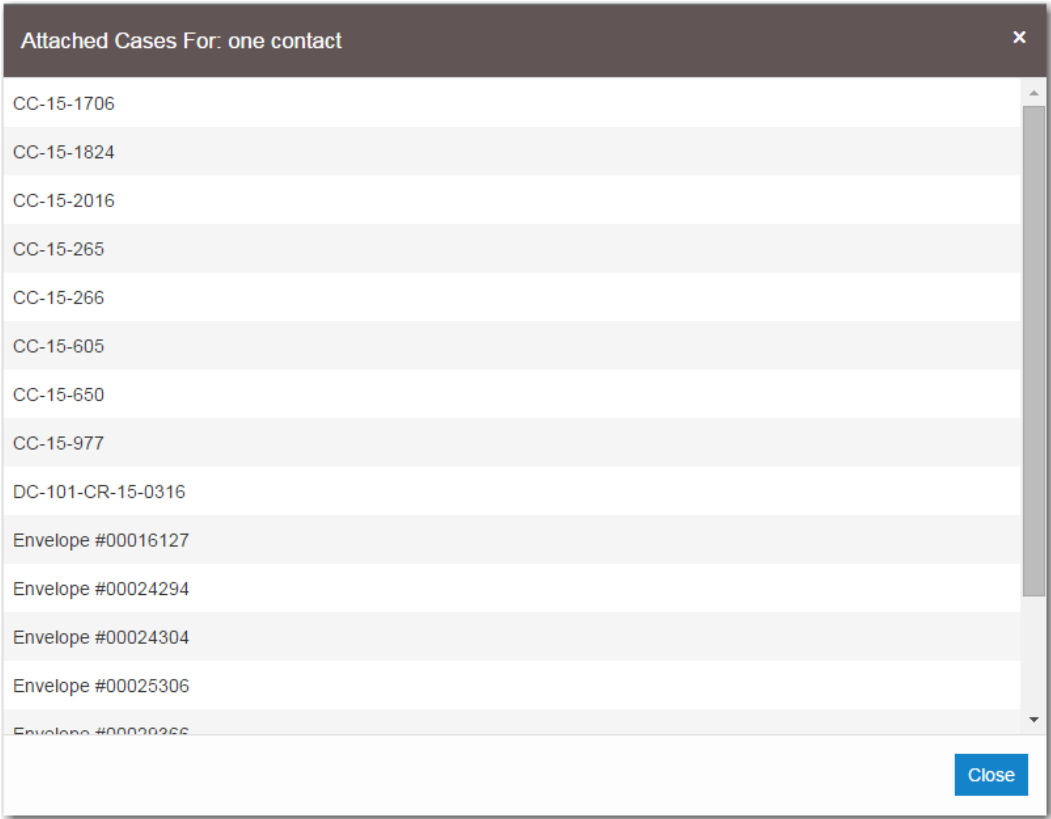 Attached Cases For: one contact
×
CC-15-1706
CC-15-1824
CC-15-2016
CC-15-265
CC-15-266
CC-15-605
CC-15-650
CC-15-977
DC-101-CR-15-0316
Envelope #00016127
Envelope #00024294
Envelope #00024304
Envelope #00025306
Envelope #00029366
Close